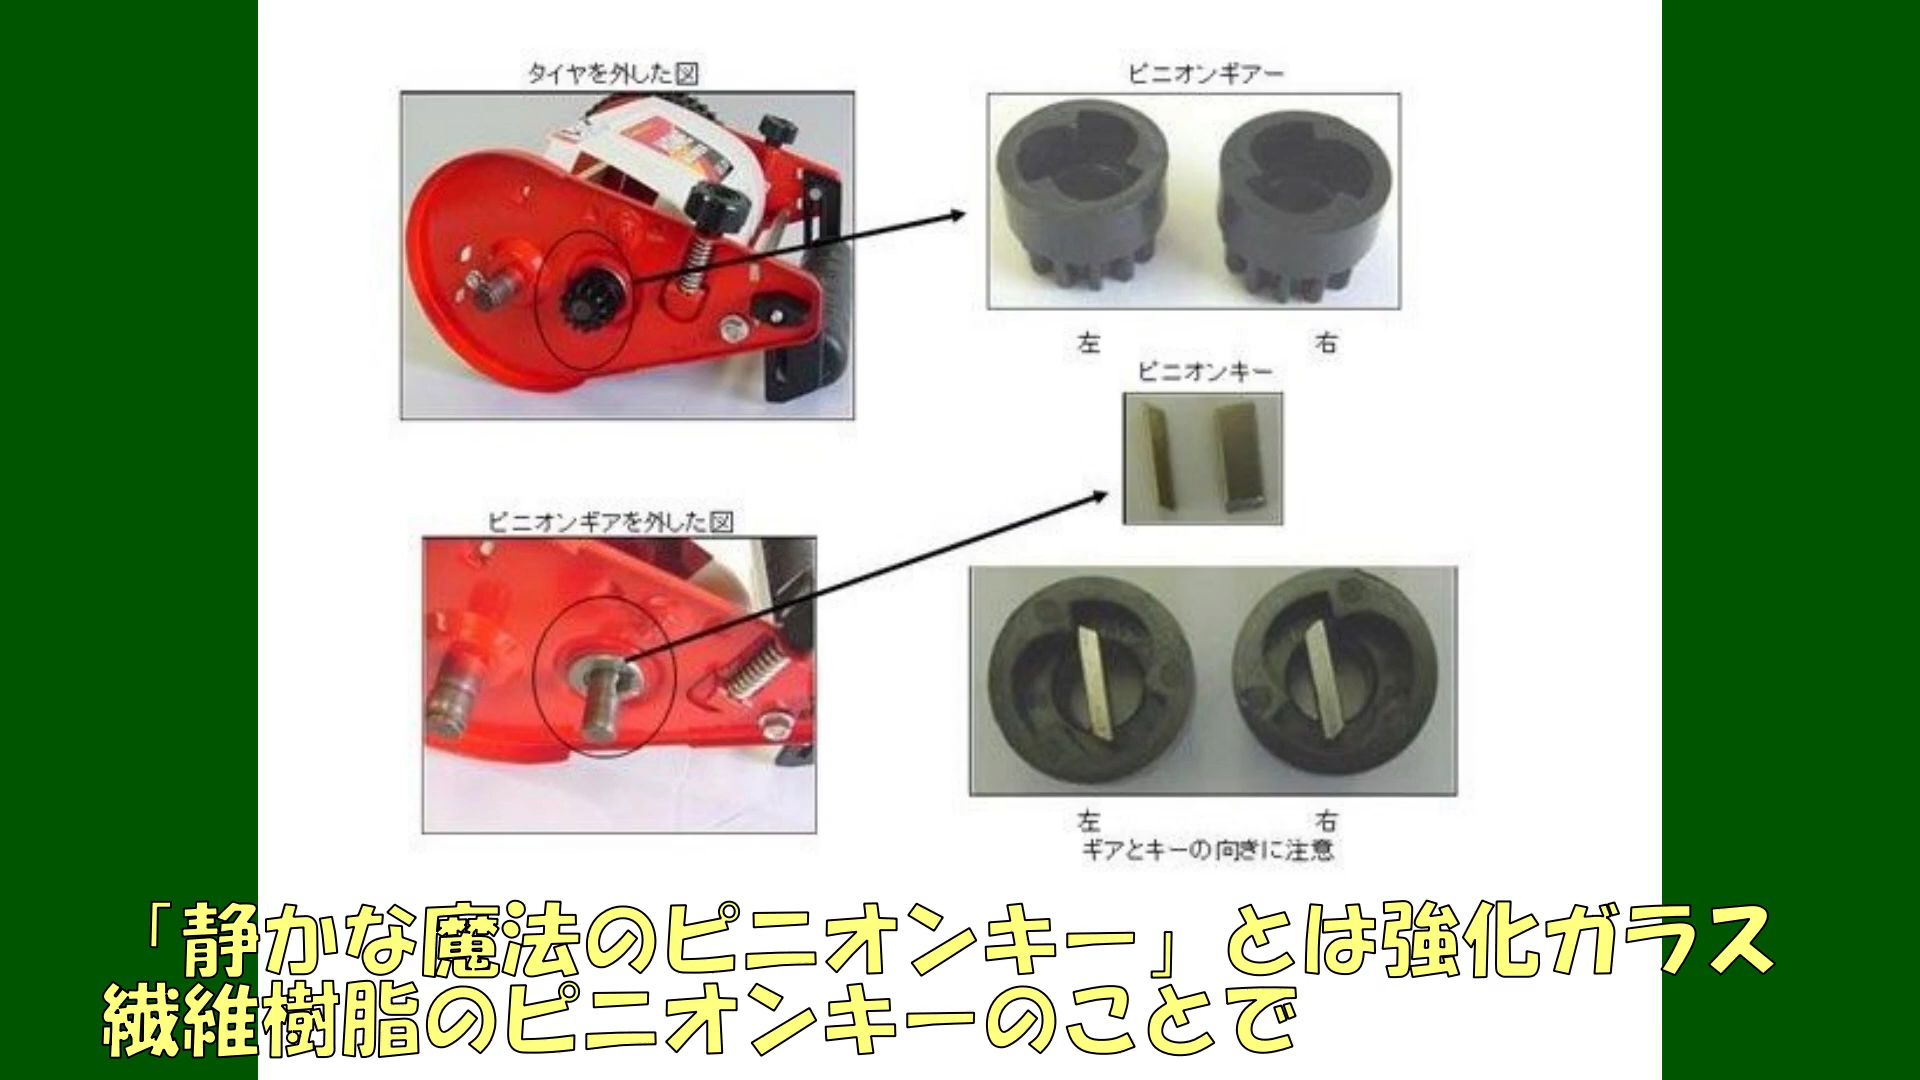 タイヤを外した図
ピニオンギアー
左
右
ピニオンキー
ピニオンギアを外した図
左
右
ギアとキーの向きに注意
「静かな魔法のピニオンキー」とは強化ガラス
繊維樹脂のピニオンキーのことで